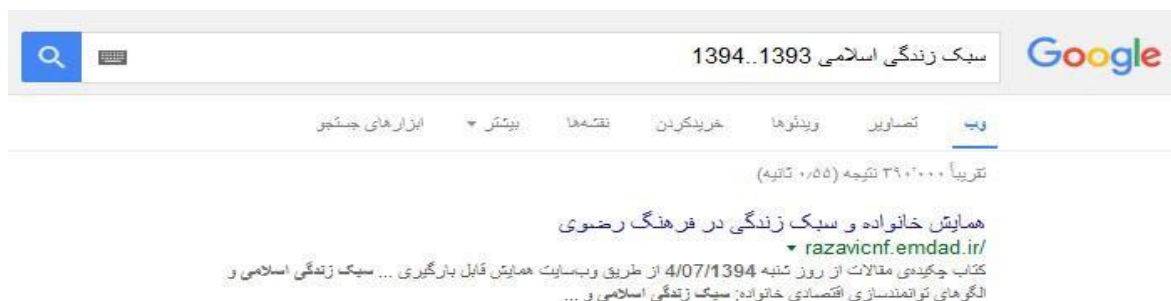 Google
سبک زندگی اسلامی 1393..1394
وب تصاویر ویدئوها خریدکردن نقشه‌ها بیشتر ابزارهای جستجو
تقریباً ۳۹۰٬۰۰۰ نتیجه (۰٫۵۵ ثانیه)
همایش خانواده و سبک زندگی در فرهنگ رضوی
razavicnf.emdad.ir/
کتاب چکیده‌ی مقالات از روز شنبه 4/07/1394 از طریق وب‌سایت همایش قابل بارگیری ... سبک زندگی اسلامی و
الگوهای توانمندسازی اقتصادی خانواده: سبک زندگی اسلامی و ...